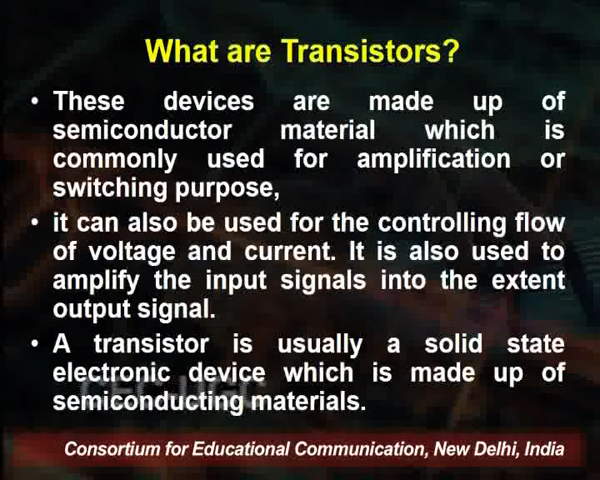 What are Transistors?
• These devices are made up of
semiconductor material which is
commonly used for amplification or
switching purpose,
• it can also be used for the controlling flow
of voltage and current. It is also used to
amplify the input signals into the extent
output signal.
• A transistor is usually a solid state
electronic device which is made up of
semiconducting materials.
CEC-UGC
Consortium for Educational Communication, New Delhi, India